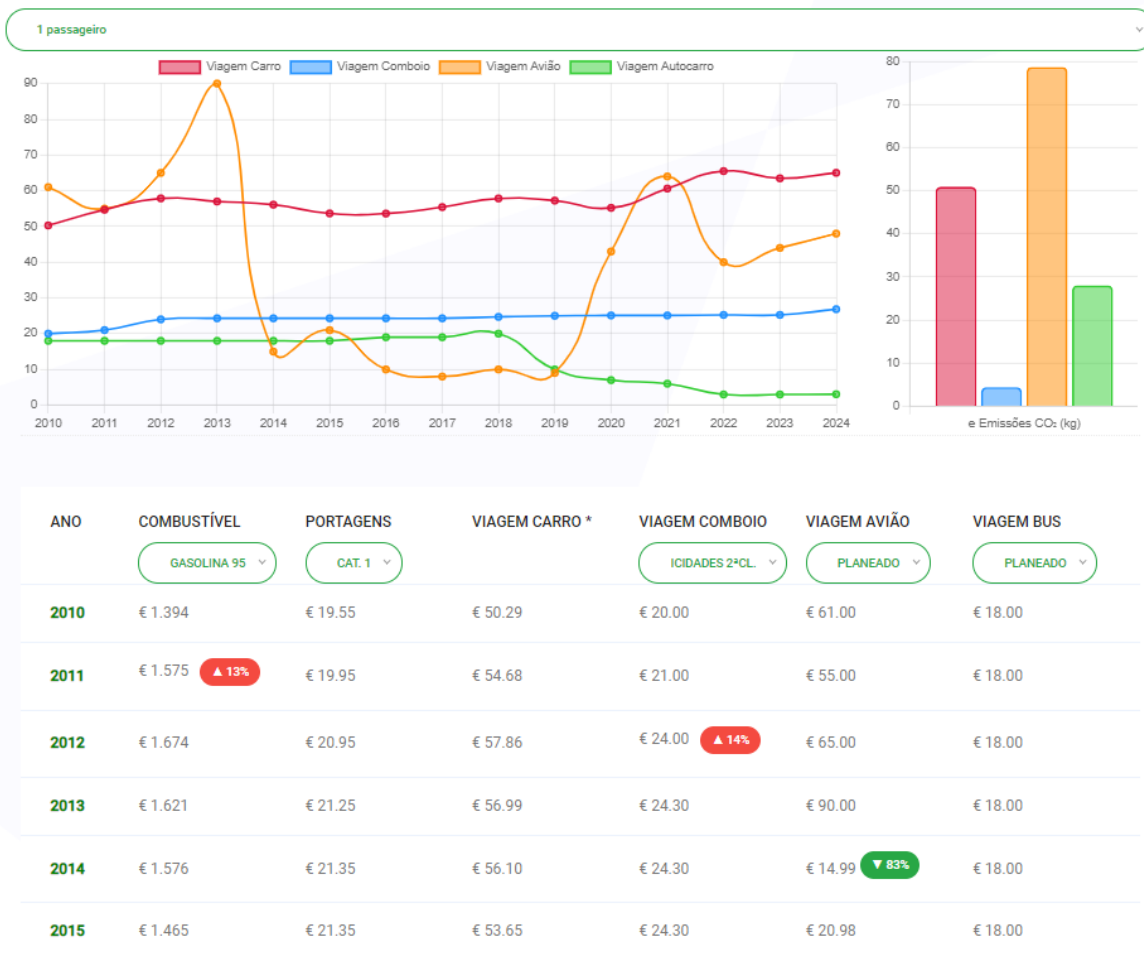 1 passageiro
Viagem Carro Viagem Comboio Viagem Avião Viagem Autocarro
90
80
70
60
50
40
30
20
10
0
2010 2011 2012 2013 2014 2015 2016 2017 2018 2019 2020 2021 2022 2023 2024
80
70
60
50
40
30
20
10
0
e Emissões CO₂ (kg)
ANO COMBUSTÍVEL PORTAGENS VIAGEM CARRO * VIAGEM COMBOIO VIAGEM AVIÃO VIAGEM BUS
GASOLINA 95 CAT. 1 ICIDADES 2ªCL. PLANEADO PLANEADO
2010 € 1.394 € 19.55 € 50.29 € 20.00 € 61.00 € 18.00
2011 € 1.575 ▲ 13% € 19.95 € 54.68 € 21.00 € 55.00 € 18.00
2012 € 1.674 € 20.95 € 57.86 € 24.00 ▲ 14% € 65.00 € 18.00
2013 € 1.621 € 21.25 € 56.99 € 24.30 € 90.00 € 18.00
2014 € 1.576 € 21.35 € 56.10 € 24.30 € 14.99 ▼ 83% € 18.00
2015 € 1.465 € 21.35 € 53.65 € 24.30 € 20.98 € 18.00